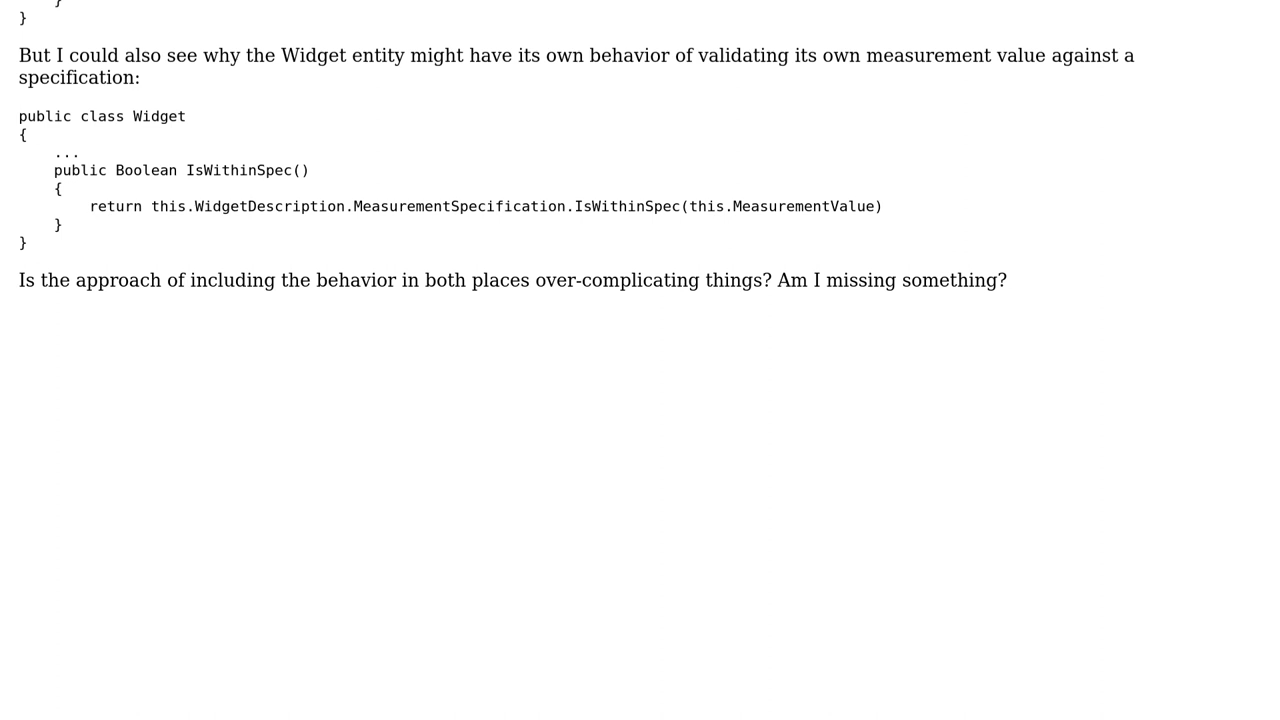 }
}
But I could also see why the Widget entity might have its own behavior of validating its own measurement value against a
specification:
public class Widget
{
    ...
    public Boolean IsWithinSpec()
    {
        return this.WidgetDescription.MeasurementSpecification.IsWithinSpec(this.MeasurementValue)
    }
}
Is the approach of including the behavior in both places over-complicating things? Am I missing something?